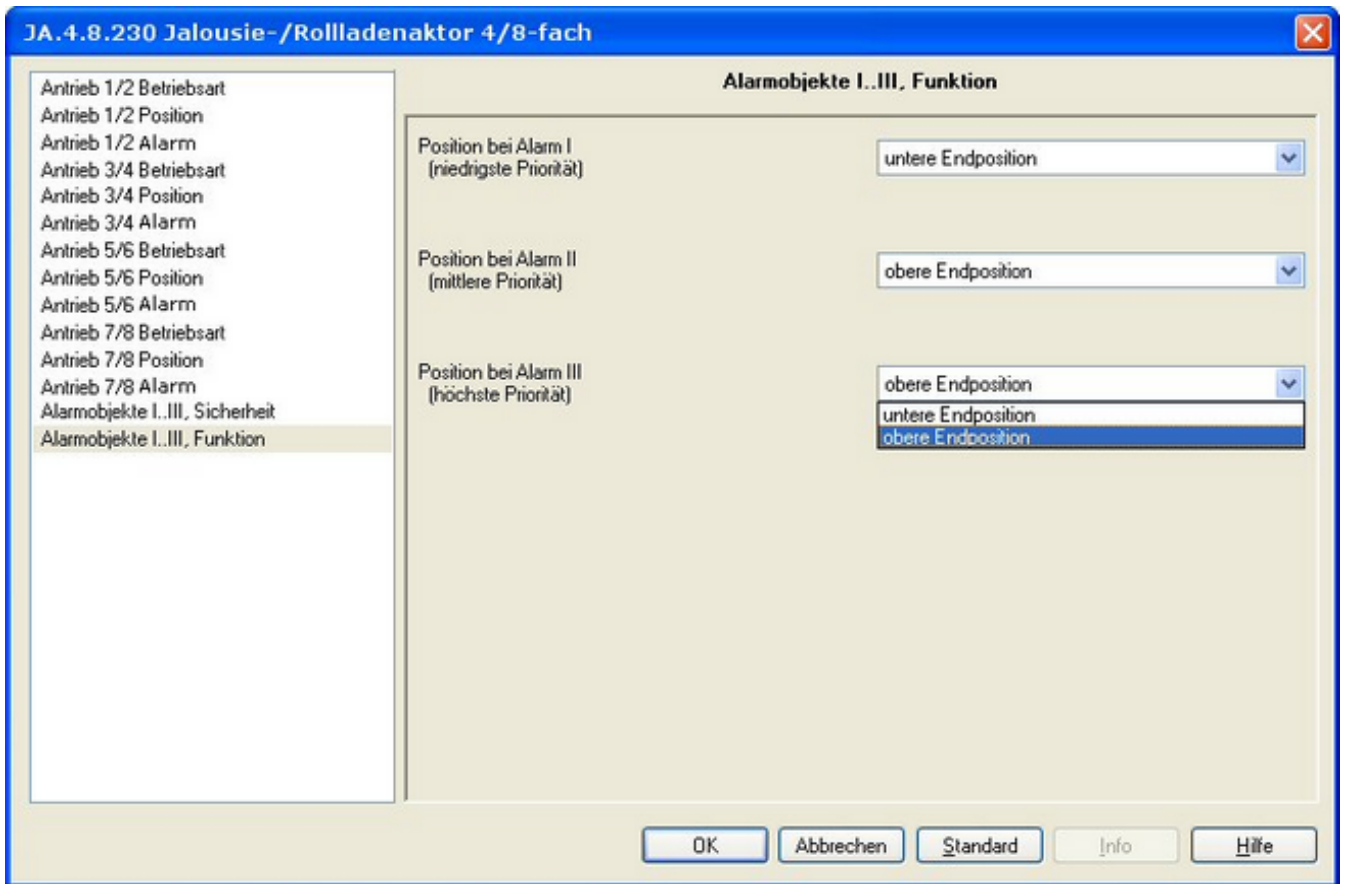 JA.4.8.230 Jalousie-/Rollladenaktor 4/8-fach
Antrieb 1/2 Betriebsart
Antrieb 1/2 Position
Antrieb 1/2 Alarm
Antrieb 3/4 Betriebsart
Antrieb 3/4 Position
Antrieb 3/4 Alarm
Antrieb 5/6 Betriebsart
Antrieb 5/6 Position
Antrieb 5/6 Alarm
Antrieb 7/8 Betriebsart
Antrieb 7/8 Position
Antrieb 7/8 Alarm
Alarmobjekte I..III, Sicherheit
Alarmobjekte I..III, Funktion
Alarmobjekte I..III, Funktion
Position bei Alarm I
(niedrigste Priorität)
untere Endposition
Position bei Alarm II
(mittlere Priorität)
obere Endposition
Position bei Alarm III
(höchste Priorität)
obere Endposition
untere Endposition
obere Endposition
OK
Abbrechen
Standard
Info
Hilfe